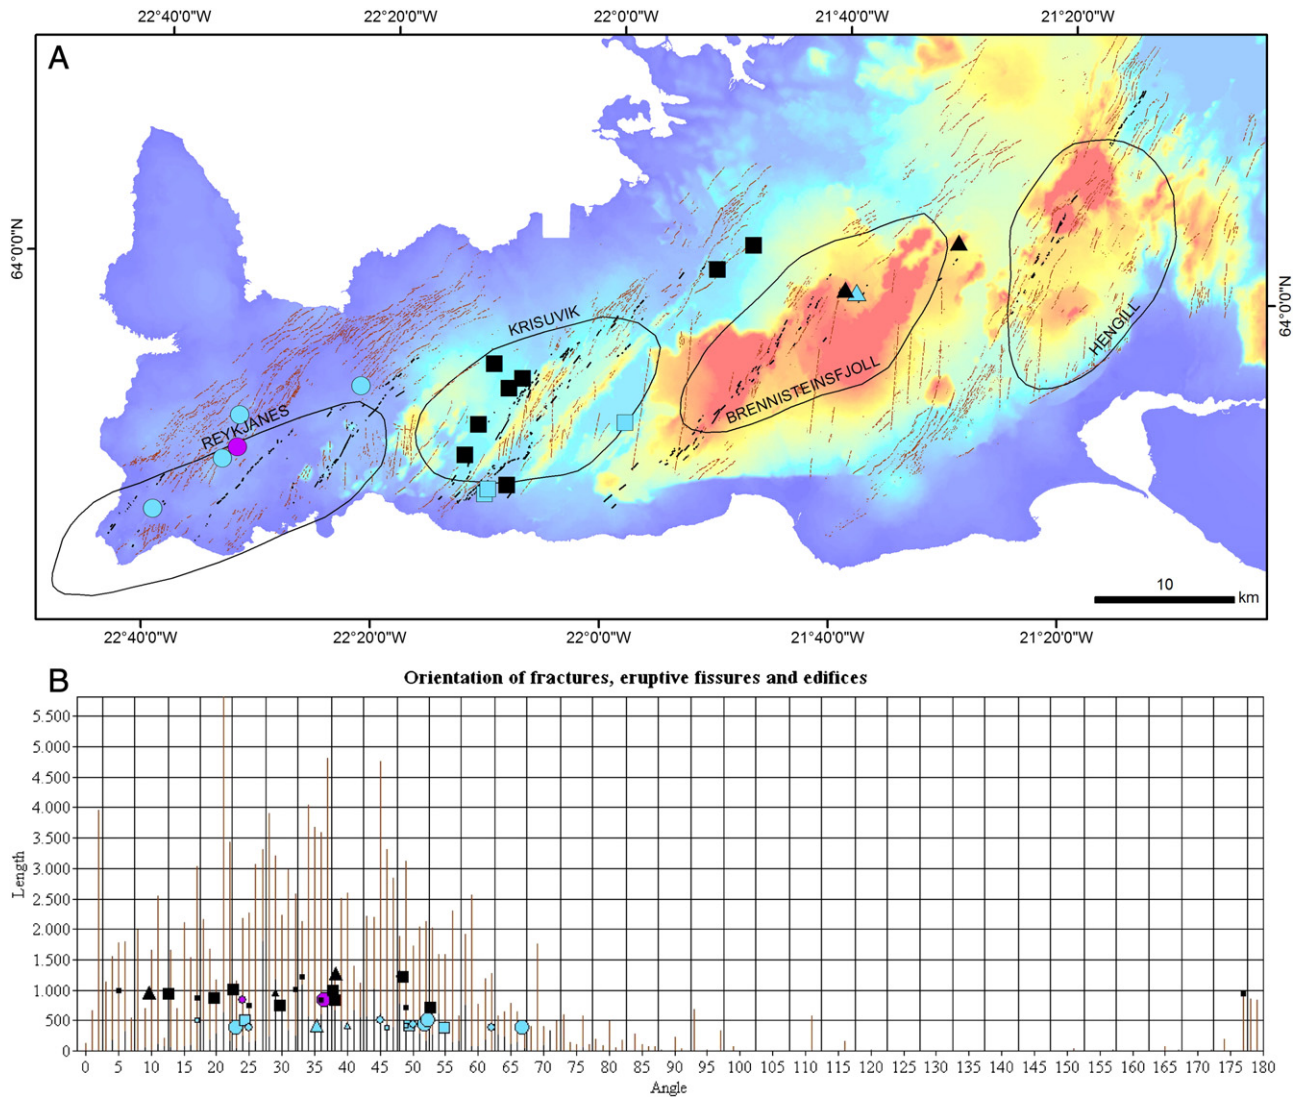 22°40'0"W 22°20'0"W 22°0'0"W 21°40'0"W 21°20'0"W
A
64°0'0"N
64°0'0"N
KRISUVIK
HENGILL
BRENNISTEINSFJOLL
REYKJANES
10
km
22°40'0"W 22°20'0"W 22°0'0"W 21°40'0"W 21°20'0"W
B
Orientation of fractures, eruptive fissures and edifices
5.500
5.000
4.500
4.000
3.500
3.000
2.500
2.000
1.500
1.000
500
0
Length
0 5 10 15 20 25 30 35 40 45 50 55 60 65 70 75 80 85 90 95 100 105 110 115 120 125 130 135 140 145 150 155 160 165 170 175 180
Angle